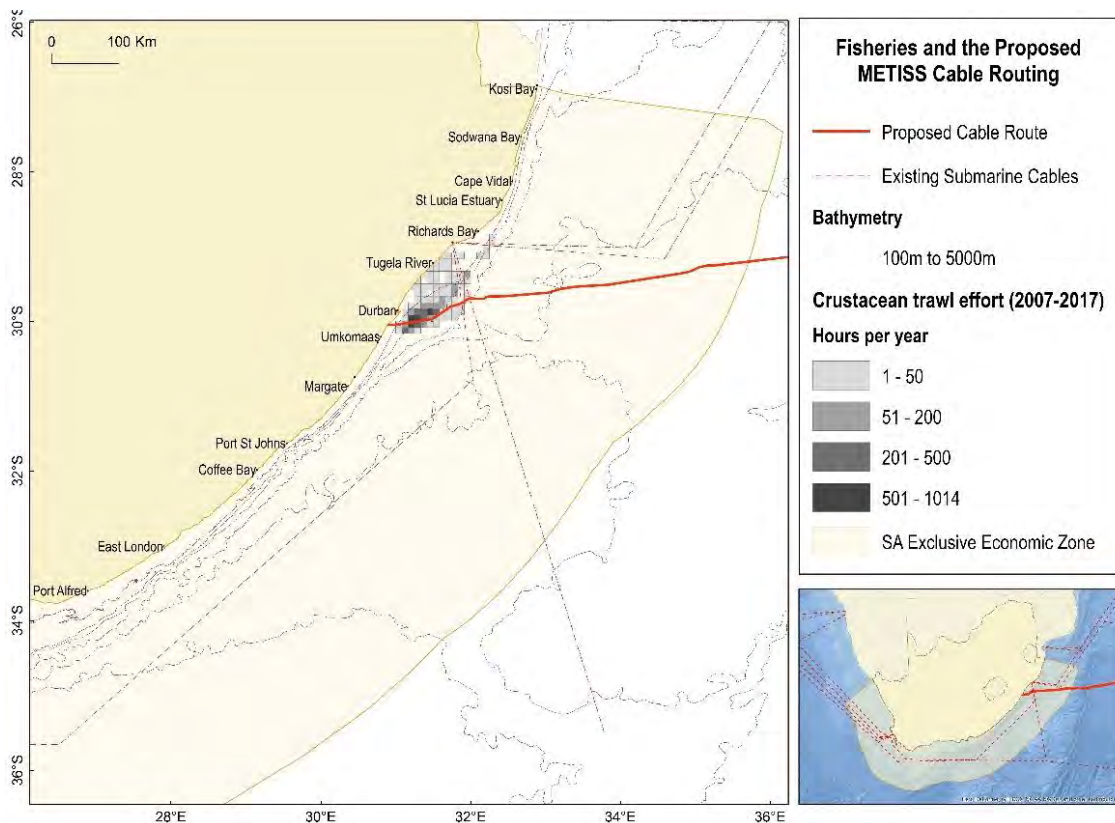 26°S
28°S
30°S
32°S
34°S
36°S
0 100 Km
Kosi Bay
Sodwana Bay
Cape Vidal
St Lucia Estuary
Richards Bay
Tugela River
Durban
Umkomaas
Margate
Port St Johns
Coffee Bay
East London
Port Alfred
28°E
30°E
32°E
34°E
36°E
Fisheries and the Proposed
METISS Cable Routing
Proposed Cable Route
Existing Submarine Cables
Bathymetry
100m to 5000m
Crustacean trawl effort (2007-2017)
Hours per year
1 - 50
51 - 200
201 - 500
501 - 1014
SA Exclusive Economic Zone